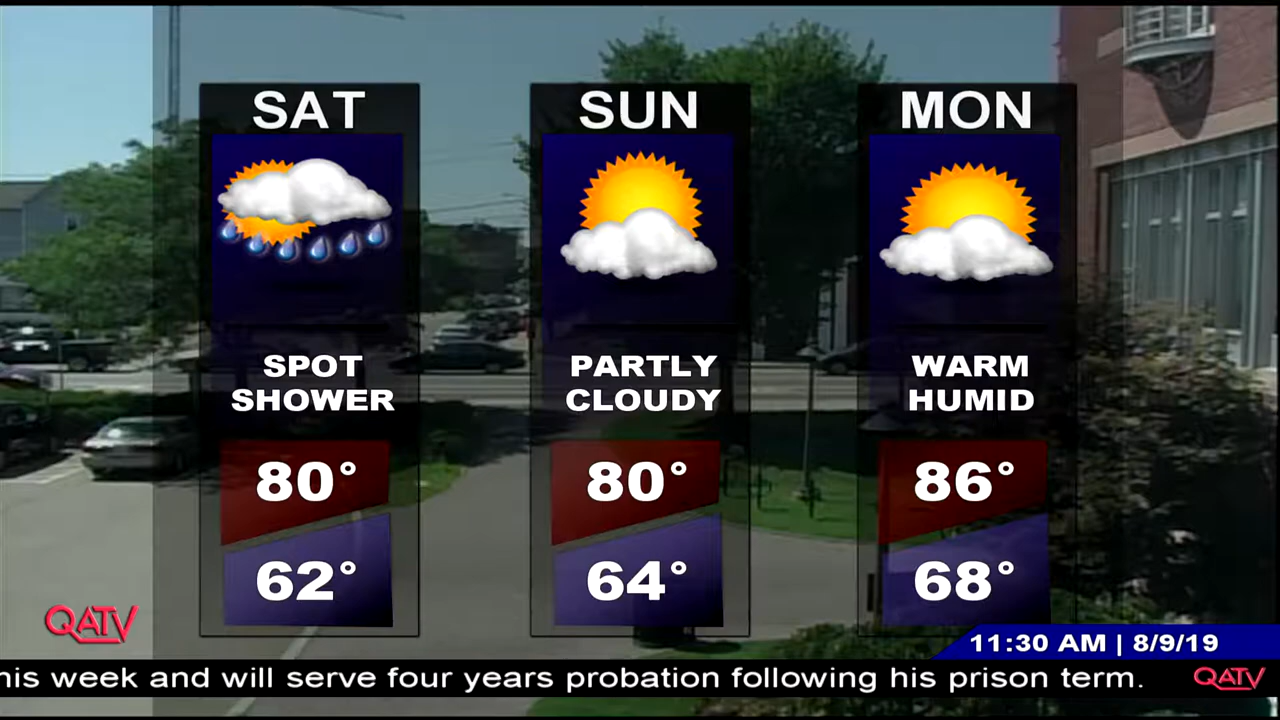 SAT
SPOT
SHOWER
80°
62°
SUN
PARTLY
CLOUDY
80°
64°
MON
WARM
HUMID
86°
68°
QATV
11:30 AM | 8/9/19
his week and will serve four years probation following his prison term.
QATV